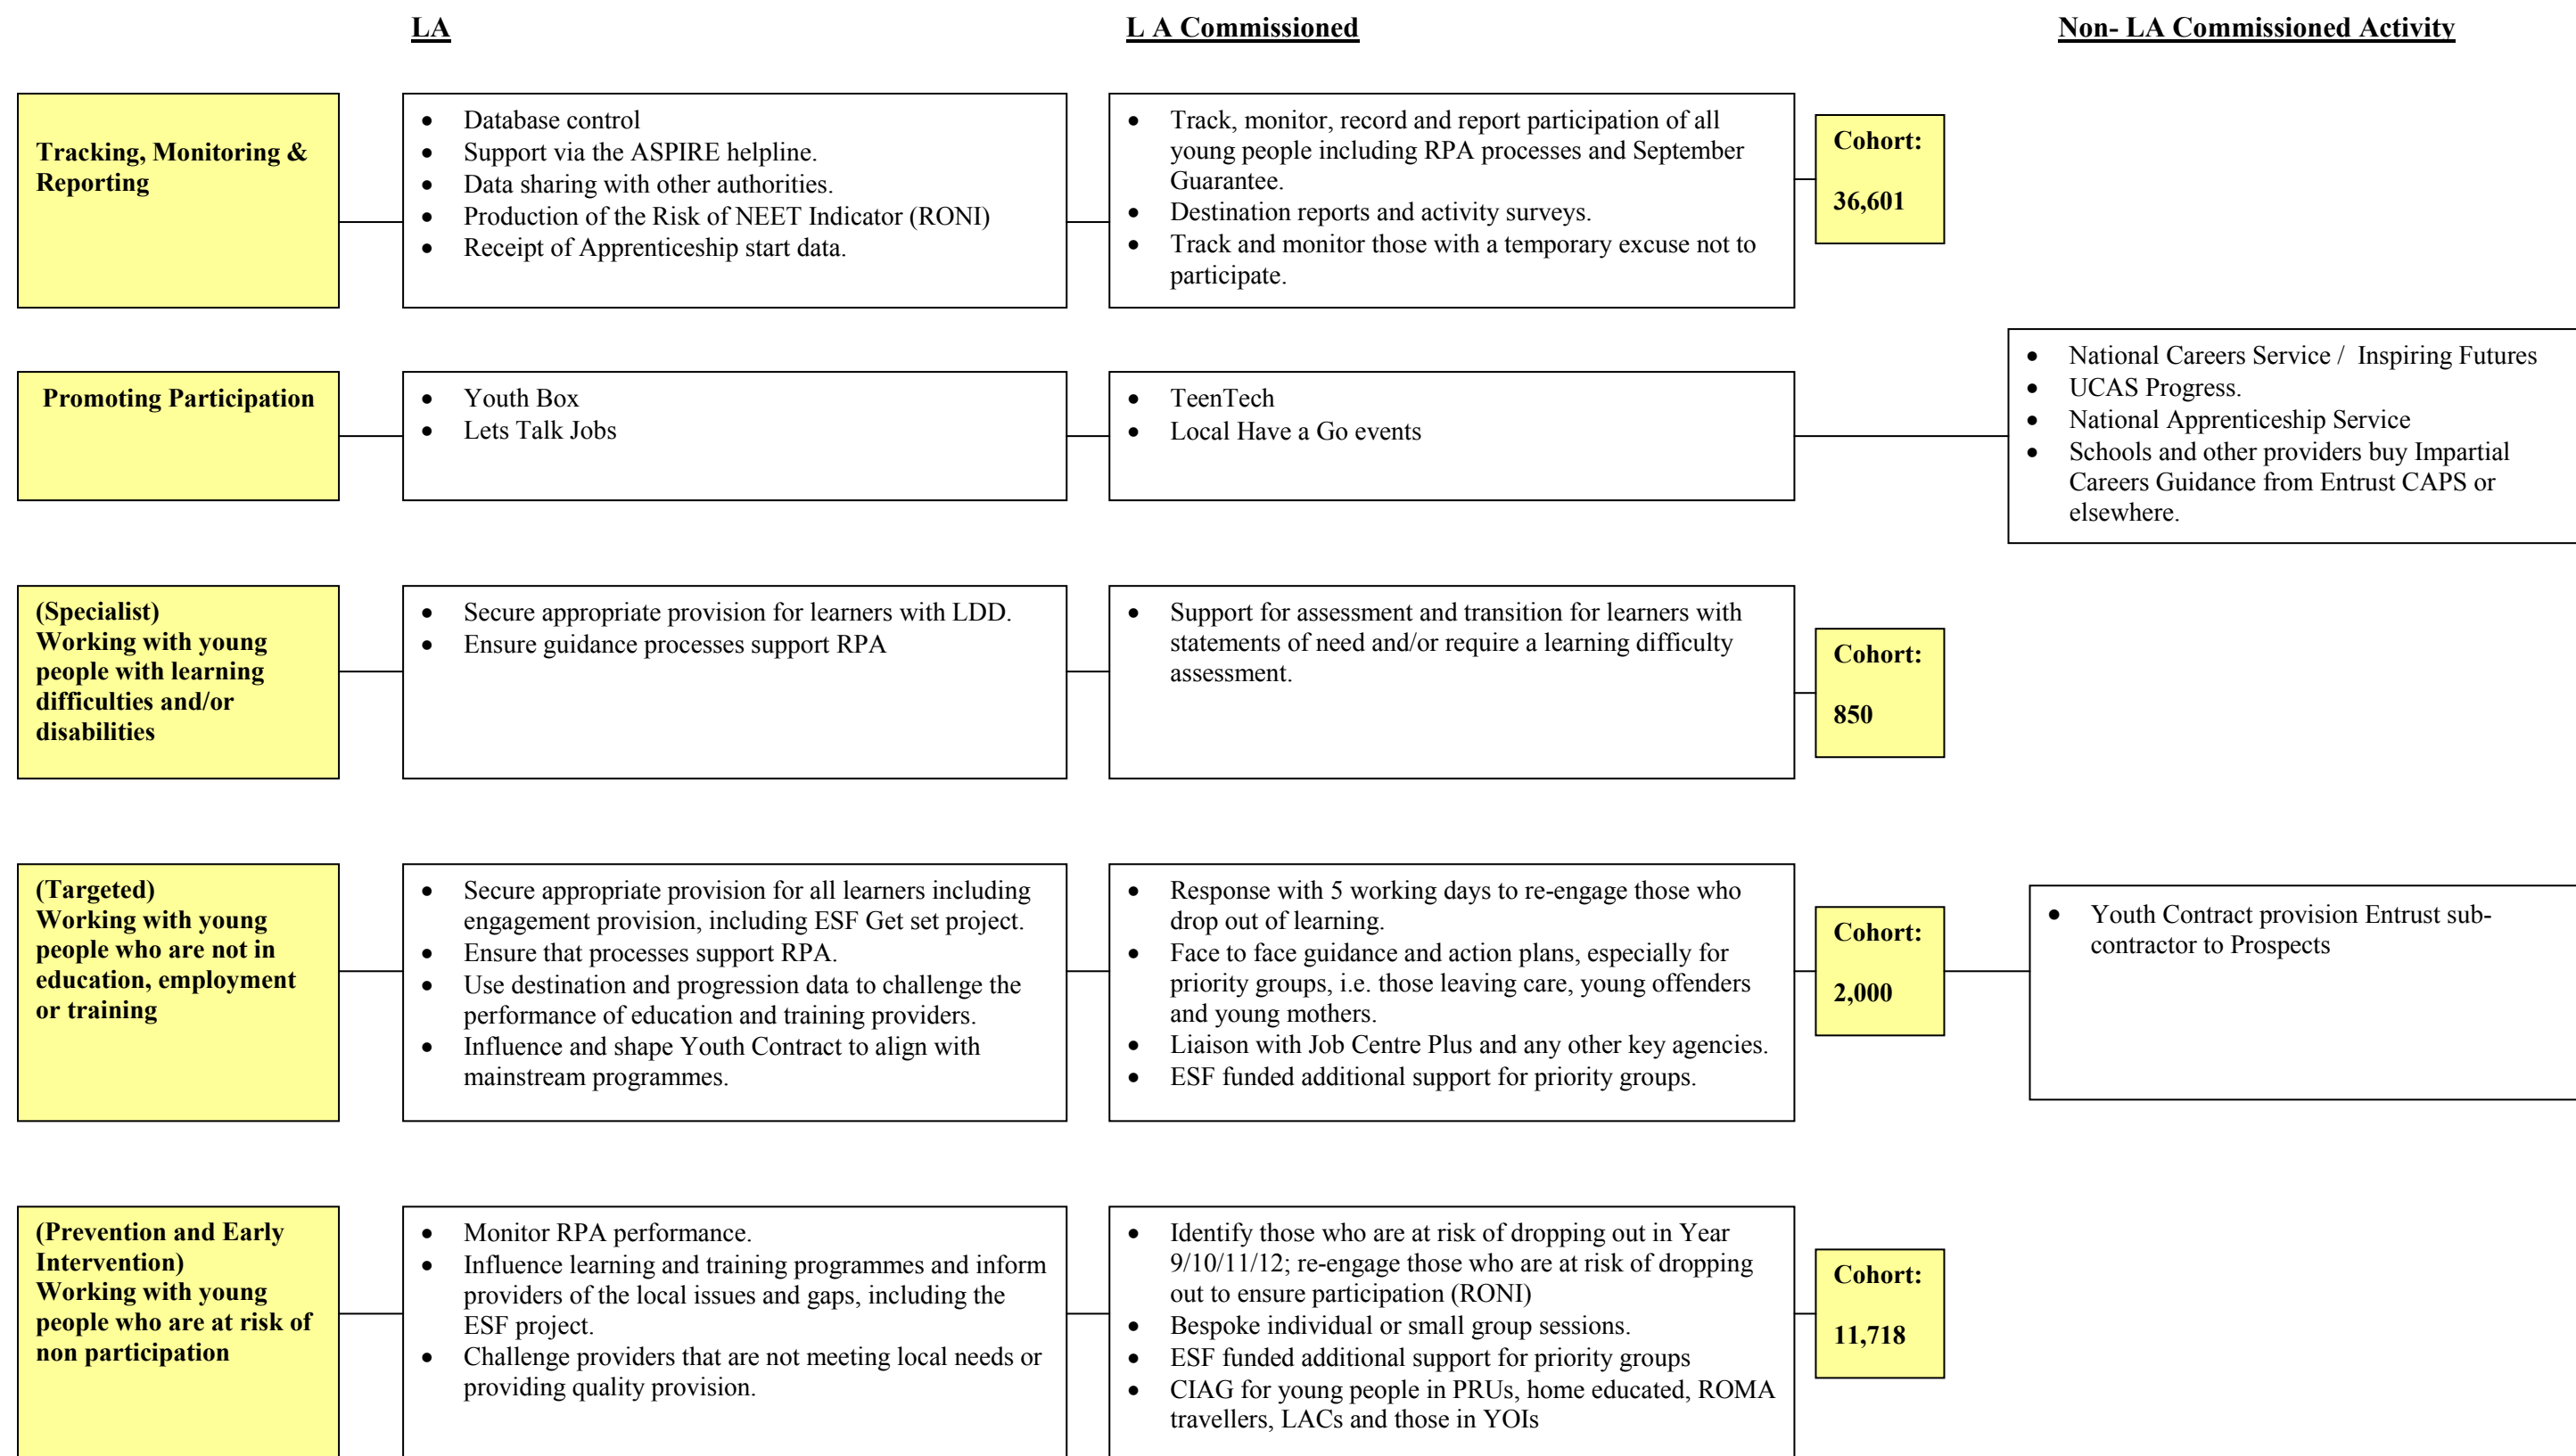 LA
L A Commissioned
Non- LA Commissioned Activity
Tracking, Monitoring &
Reporting
• Database control
• Support via the ASPIRE helpline.
• Data sharing with other authorities.
• Production of the Risk of NEET Indicator (RONI)
• Receipt of Apprenticeship start data.
• Track, monitor, record and report participation of all
young people including RPA processes and September
Guarantee.
• Destination reports and activity surveys.
• Track and monitor those with a temporary excuse not to
participate.
Cohort:
36,601
Promoting Participation
• Youth Box
• Lets Talk Jobs
• TeenTech
• Local Have a Go events
• National Careers Service / Inspiring Futures
• UCAS Progress.
• National Apprenticeship Service
• Schools and other providers buy Impartial
Careers Guidance from Entrust CAPS or
elsewhere.
(Specialist)
Working with young
people with learning
difficulties and/or
disabilities
• Secure appropriate provision for learners with LDD.
• Ensure guidance processes support RPA
• Support for assessment and transition for learners with
statements of need and/or require a learning difficulty
assessment.
Cohort:
850
(Targeted)
Working with young
people who are not in
education, employment
or training
• Secure appropriate provision for all learners including
engagement provision, including ESF Get set project.
• Ensure that processes support RPA.
• Use destination and progression data to challenge the
performance of education and training providers.
• Influence and shape Youth Contract to align with
mainstream programmes.
• Response with 5 working days to re-engage those who
drop out of learning.
• Face to face guidance and action plans, especially for
priority groups, i.e. those leaving care, young offenders
and young mothers.
• Liaison with Job Centre Plus and any other key agencies.
• ESF funded additional support for priority groups.
Cohort:
2,000
• Youth Contract provision Entrust sub-
contractor to Prospects
(Prevention and Early
Intervention)
Working with young
people who are at risk of
non participation
• Monitor RPA performance.
• Influence learning and training programmes and inform
providers of the local issues and gaps, including the
ESF project.
• Challenge providers that are not meeting local needs or
providing quality provision.
• Identify those who are at risk of dropping out in Year
9/10/11/12; re-engage those who are at risk of dropping
out to ensure participation (RONI)
• Bespoke individual or small group sessions.
• ESF funded additional support for priority groups
• CIAG for young people in PRUs, home educated, ROMA
travellers, LACs and those in YOIs
Cohort:
11,718